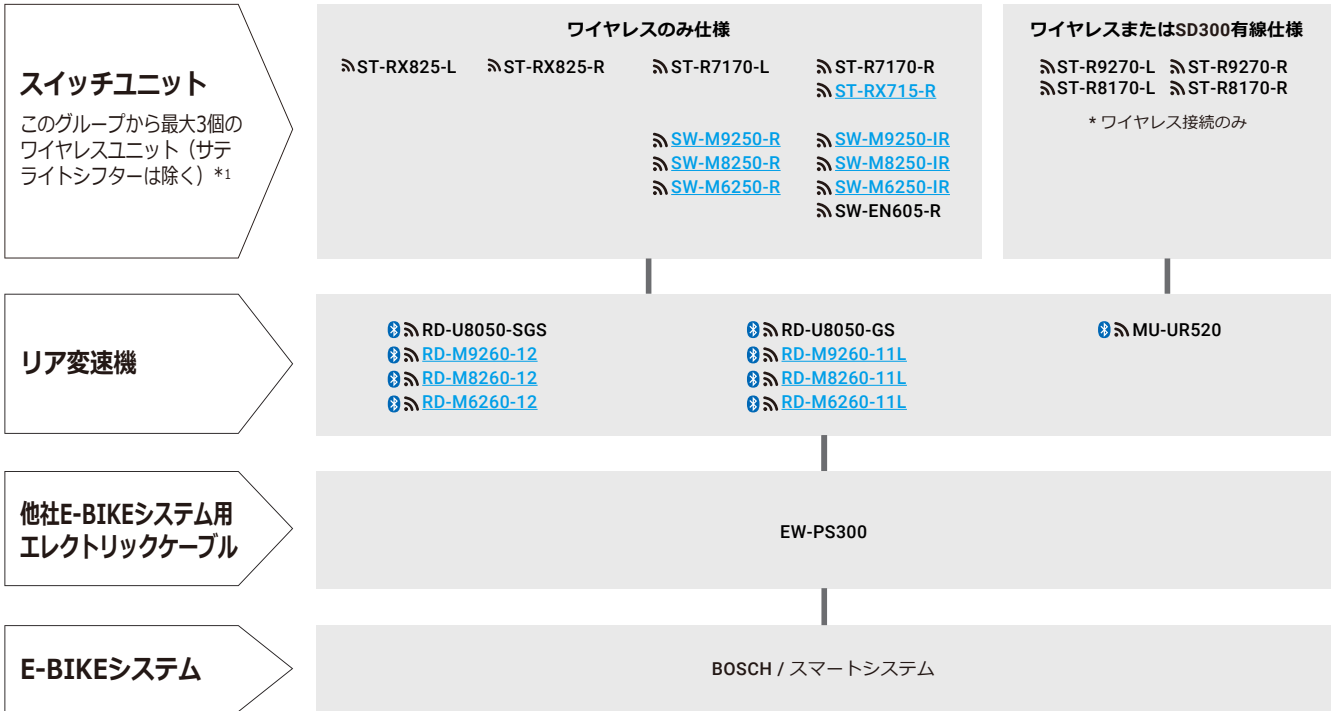 スイッチユニット
このグループから最大3個の
ワイヤレスユニット（サテ
ライトシフターは除く）*1
ワイヤレスのみ仕様
ST-RX825-L ST-RX825-R ST-R7170-L ST-R7170-R
ST-RX715-R
SW-M9250-R SW-M9250-IR
SW-M8250-R SW-M8250-IR
SW-M6250-R SW-M6250-IR
SW-EN605-R
ワイヤレスまたはSD300有線仕様
ST-R9270-L ST-R9270-R
ST-R8170-L ST-R8170-R
* ワイヤレス接続のみ
リア変速機
RD-U8050-SGS RD-U8050-GS MU-UR520
RD-M9260-12 RD-M9260-11L
RD-M8260-12 RD-M8260-11L
RD-M6260-12 RD-M6260-11L
他社E-BIKEシステム用
エレクトリックケーブル
EW-PS300
E-BIKEシステム
BOSCH / スマートシステム